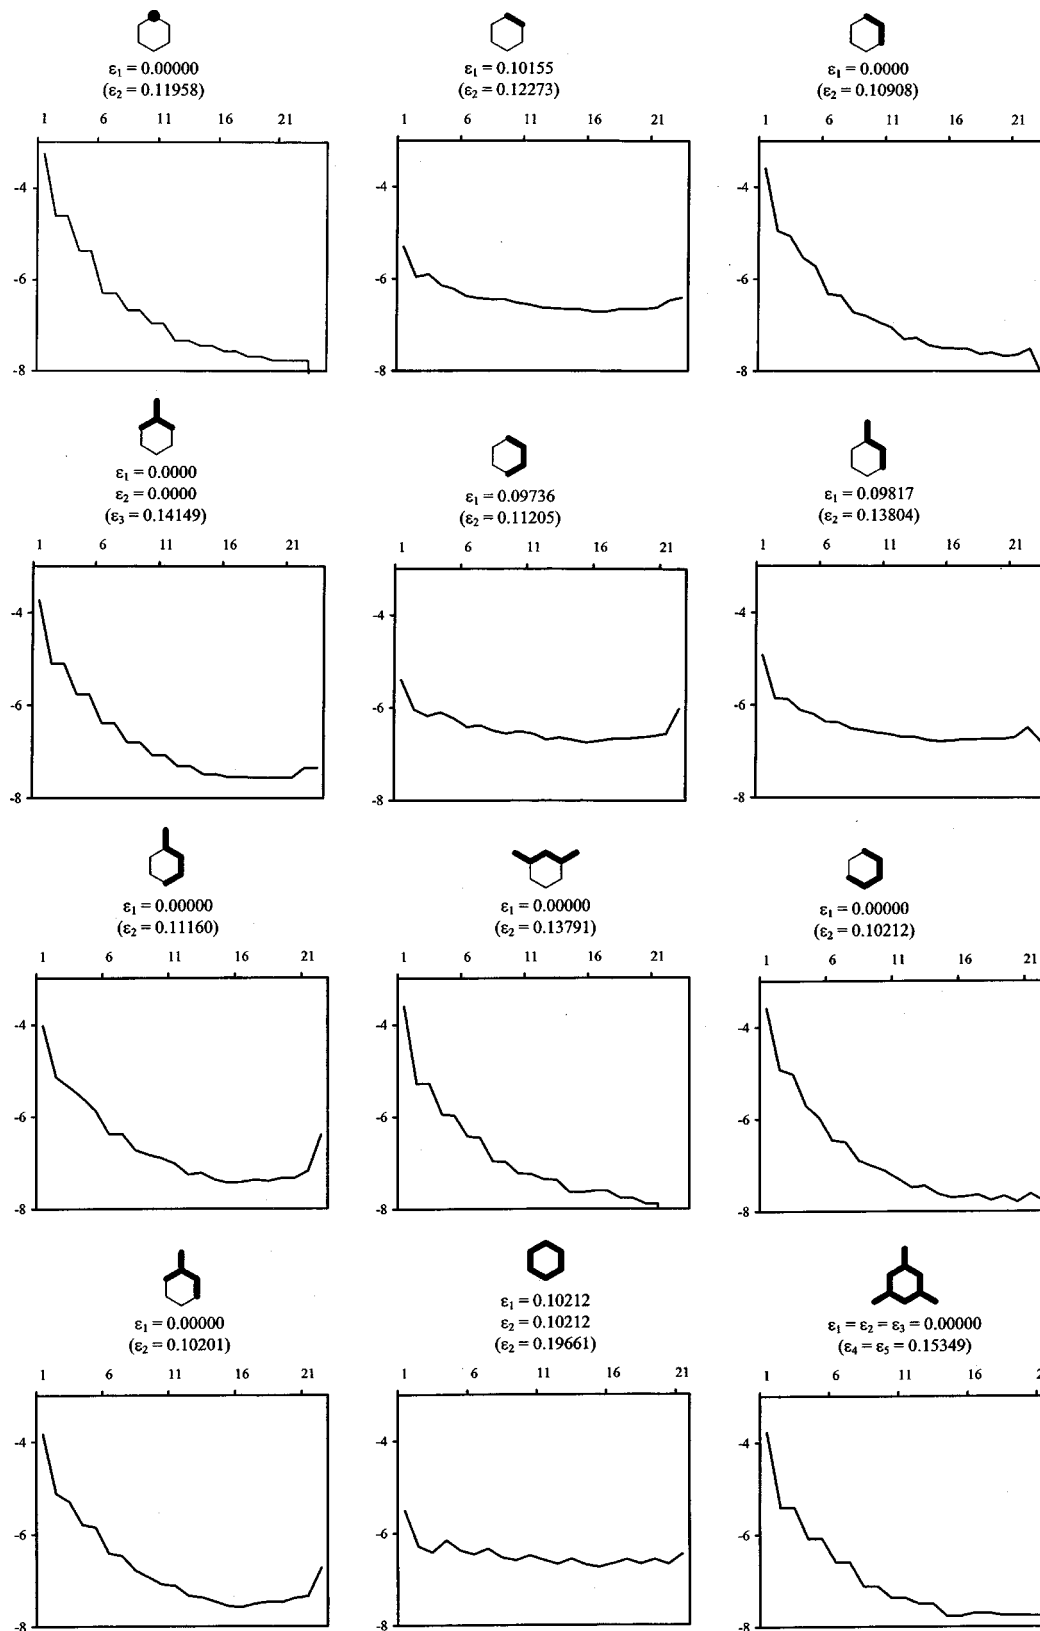 ε₁ = 0.00000
(ε₂ = 0.11958)
1 6 11 16 21
-4
-6
-8
ε₁ = 0.10155
(ε₂ = 0.12273)
1 6 11 16 21
-4
-6
-8
ε₁ = 0.0000
(ε₂ = 0.10908)
1 6 11 16 21
-4
-6
-8
ε₁ = 0.0000
ε₂ = 0.0000
(ε₃ = 0.14149)
1 6 11 16 21
-4
-6
-8
ε₁ = 0.09736
(ε₂ = 0.11205)
1 6 11 16 21
-4
-6
-8
ε₁ = 0.09817
(ε₂ = 0.13804)
1 6 11 16 21
-4
-6
-8
ε₁ = 0.00000
(ε₂ = 0.11160)
1 6 11 16 21
-4
-6
-8
ε₁ = 0.00000
(ε₂ = 0.13791)
1 6 11 16 21
-4
-6
-8
ε₁ = 0.00000
(ε₂ = 0.10212)
1 6 11 16 21
-4
-6
-8
ε₁ = 0.00000
(ε₂ = 0.10201)
1 6 11 16 21
-4
-6
-8
ε₁ = 0.10212
ε₂ = 0.10212
(ε₂ = 0.19661)
1 6 11 16 21
-4
-6
-8
ε₁ = ε₂ = ε₃ = 0.00000
(ε₄ = ε₅ = 0.15349)
1 6 11 16
-4
-6
-8